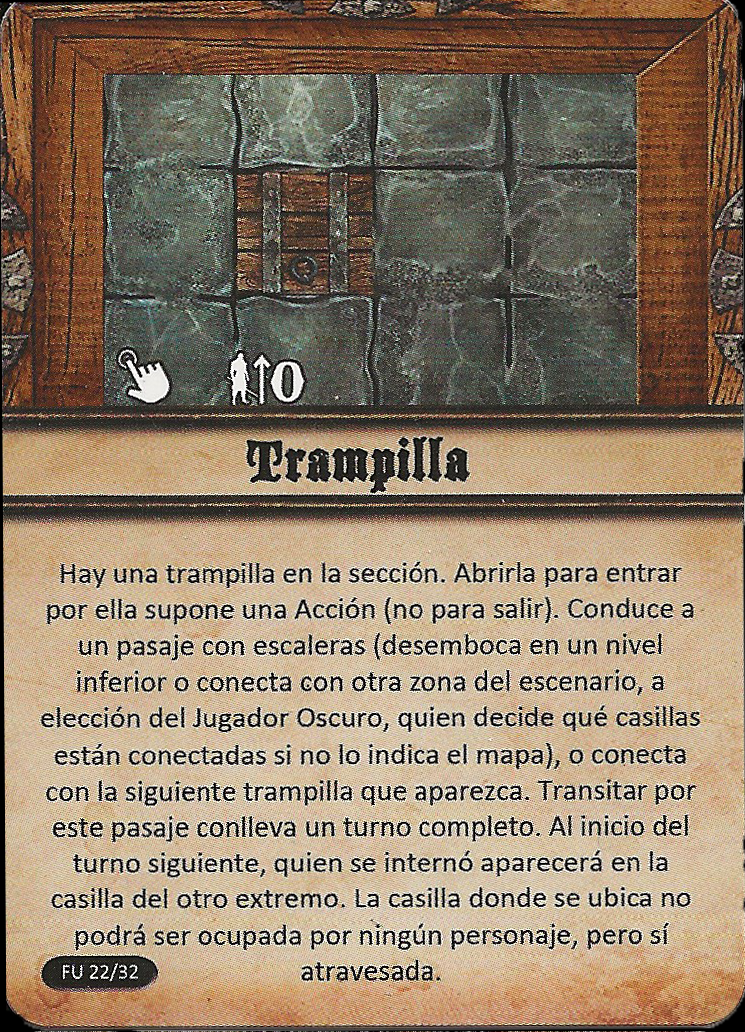 0
Trampilla
Hay una trampilla en la sección. Abrirla para entrar
por ella supone una Acción (no para salir). Conduce a
un pasaje con escaleras (desemboca en un nivel
inferior o conecta con otra zona del escenario, a
elección del Jugador Oscuro, quien decide qué casillas
están conectadas si no lo indica el mapa), o conecta
con la siguiente trampilla que aparezca. Transitar por
este pasaje conlleva un turno completo. Al inicio del
turno siguiente, quien se internó aparecerá en la
casilla del otro extremo. La casilla donde se ubica no
podrá ser ocupada por ningún personaje, pero sí
atravesada.
FU 22/32